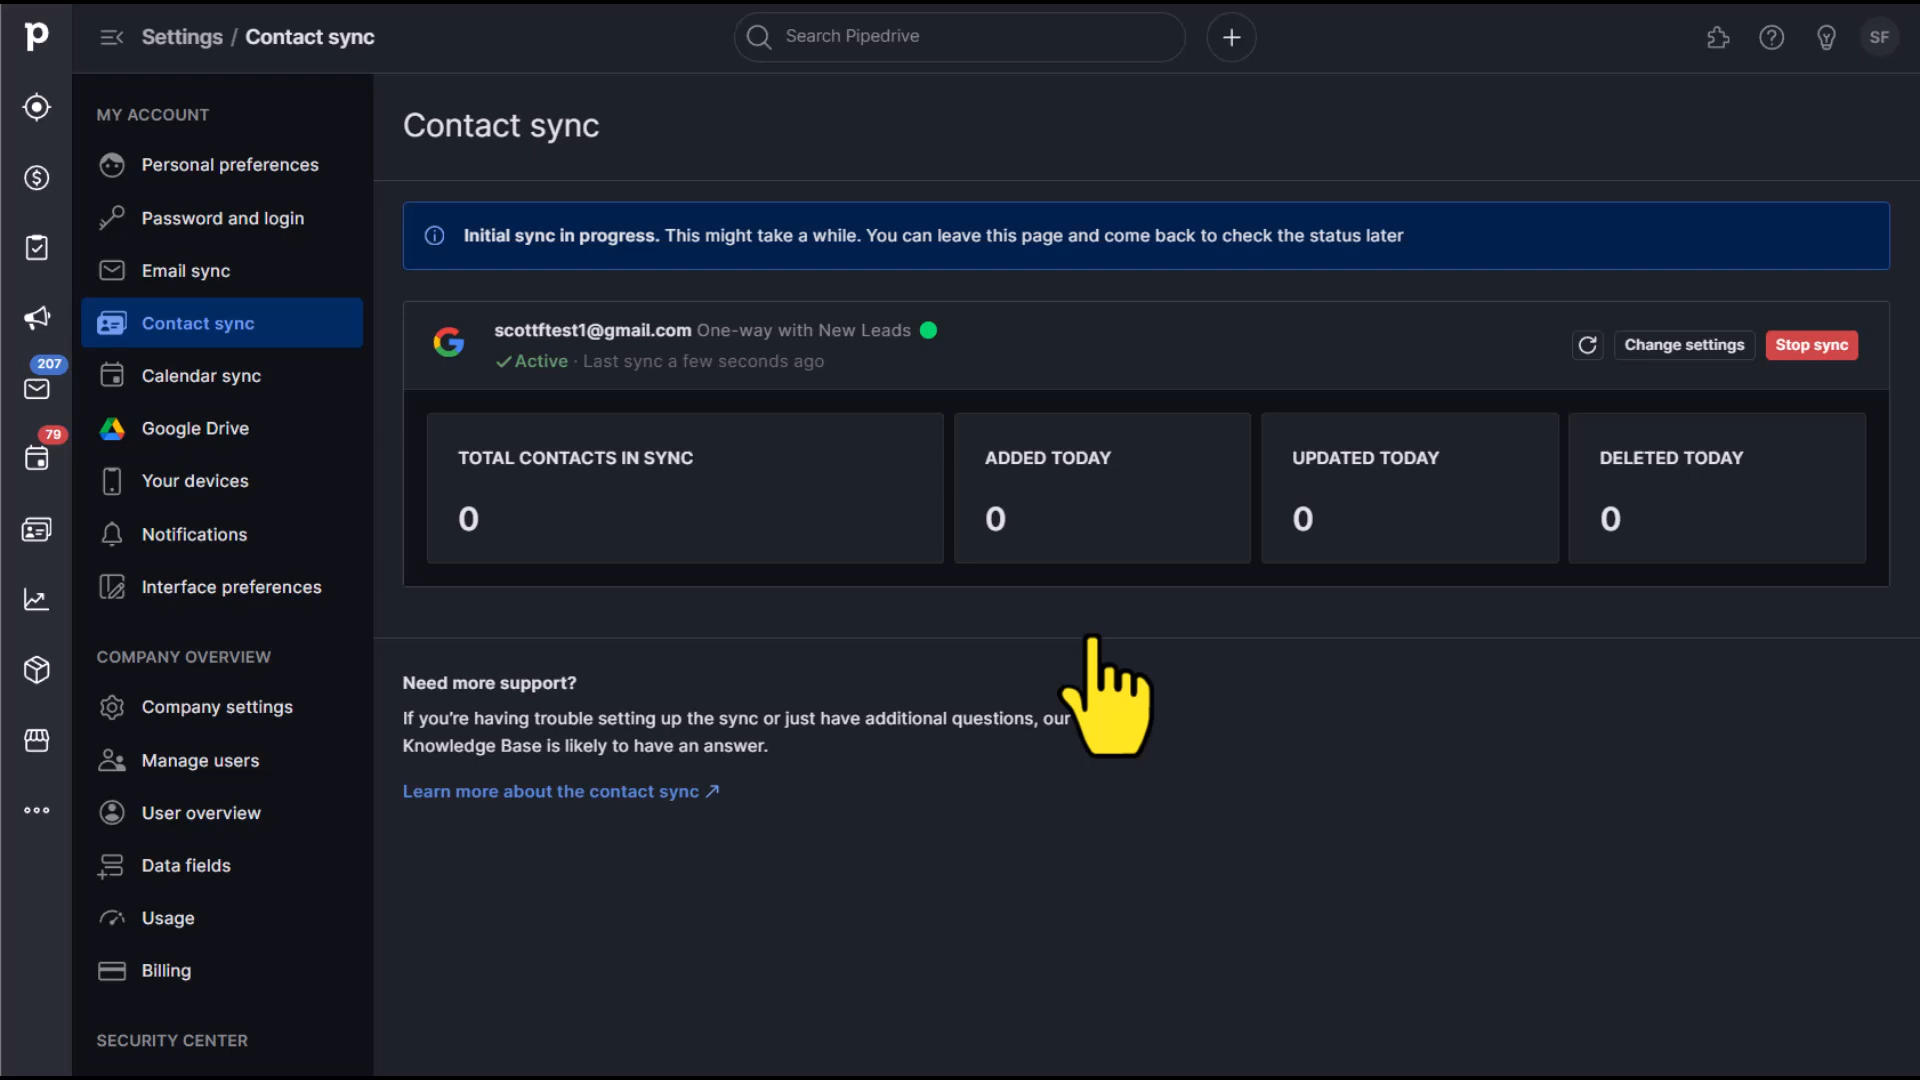 Settings / Contact sync
Search Pipedrive
SF
MY ACCOUNT
Personal preferences
Password and login
Email sync
Contact sync
Calendar sync
Google Drive
Your devices
Notifications
Interface preferences
COMPANY OVERVIEW
Company settings
Manage users
User overview
Data fields
Usage
Billing
SECURITY CENTER
207
79
Contact sync
Initial sync in progress. This might take a while. You can leave this page and come back to check the status later
scottftest1@gmail.com One-way with New Leads
Active · Last sync a few seconds ago
Change settings
Stop sync
TOTAL CONTACTS IN SYNC
0
ADDED TODAY
0
UPDATED TODAY
0
DELETED TODAY
0
Need more support?
If you're having trouble setting up the sync or just have additional questions, our
Knowledge Base is likely to have an answer.
Learn more about the contact sync ↗